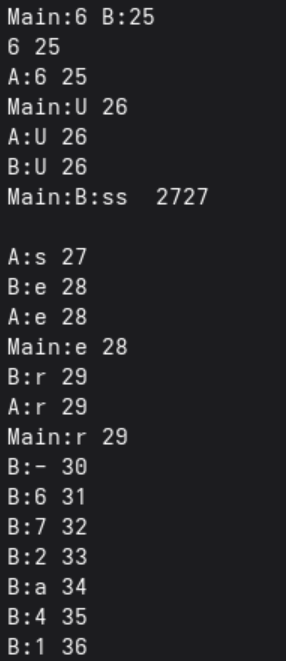 Main:6 B:25
6 25
A:6 25
Main:U 26
A:U 26
B:U 26
Main:B:ss  2727

A:s 27
B:e 28
A:e 28
Main:e 28
B:r 29
A:r 29
Main:r 29
B:- 30
B:6 31
B:7 32
B:2 33
B:a 34
B:4 35
B:1 36